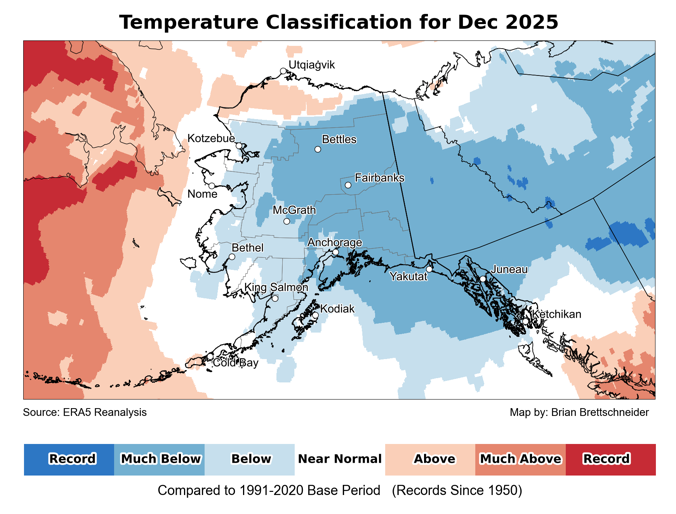 Temperature Classification for Dec 2025
Utqiaġvik
Kotzebue
Bettles
Fairbanks
Nome
McGrath
Bethel
Anchorage
Yakutat
Juneau
King Salmon
Kodiak
Ketchikan
Cold Bay
Source: ERA5 Reanalysis
Map by: Brian Brettschneider
Record Much Below Below Near Normal Above Much Above Record
Compared to 1991-2020 Base Period (Records Since 1950)